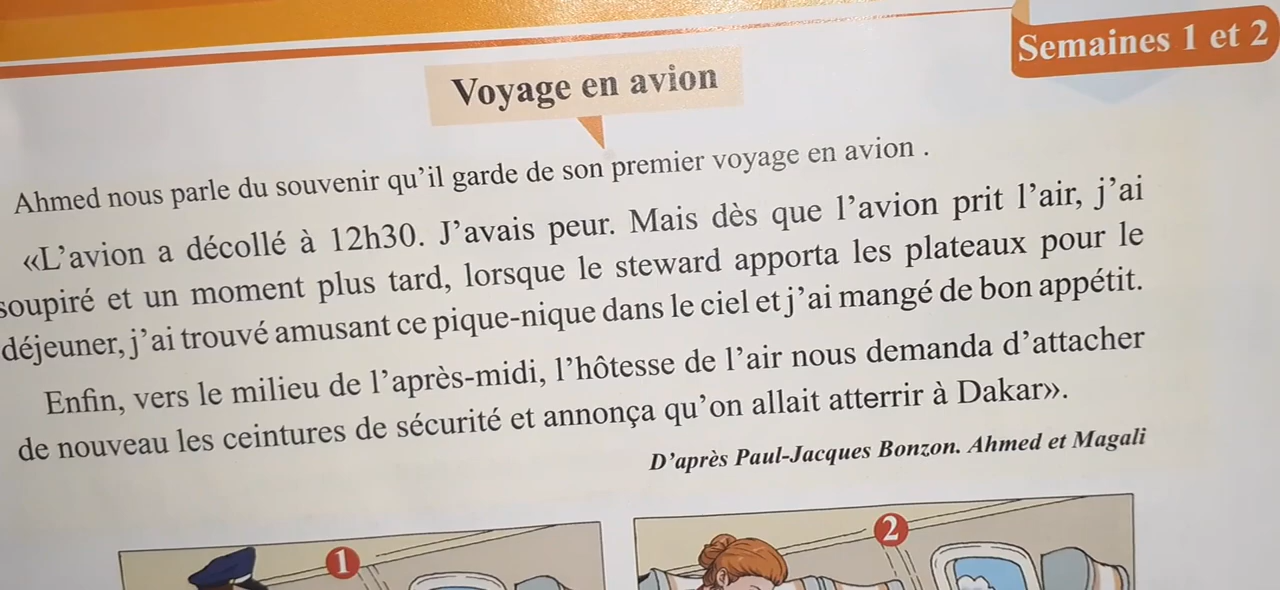 Semaines 1 et 2
Voyage en avion
Ahmed nous parle du souvenir qu'il garde de son premier voyage en avion .
«L'avion a décollé à 12h30. J'avais peur. Mais dès que l'avion prit l'air, j'ai
soupiré et un moment plus tard, lorsque le steward apporta les plateaux pour le
déjeuner, j'ai trouvé amusant ce pique-nique dans le ciel et j'ai mangé de bon appétit.
Enfin, vers le milieu de l'après-midi, l'hôtesse de l'air nous demanda d'attacher
de nouveau les ceintures de sécurité et annonça qu'on allait atterrir à Dakar».
D'après Paul-Jacques Bonzon. Ahmed et Magali
1
2